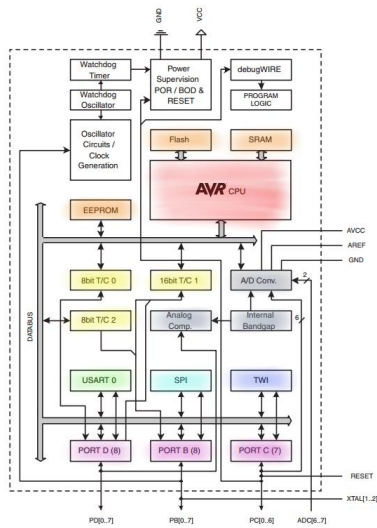 GND
VCC
Watchdog
Timer
Power
Supervision
POR / BOD &
RESET
debugWIRE
Watchdog
Oscillator
PROGRAM
LOGIC
Oscillator
Circuits /
Clock
Generation
Flash
SRAM
AVR CPU
EEPROM
AVCC
AREF
GND
8bit T/C 0
16bit T/C 1
A/D Conv.
2
DATABUS
8bit T/C 2
Analog
Comp.
Internal
Bandgap
6
USART 0
SPI
TWI
PORT D (8)
PORT B (8)
PORT C (7)
RESET
XTAL[1..2]
PD[0..7]
PB[0..7]
PC[0..6]
ADC[6..7]